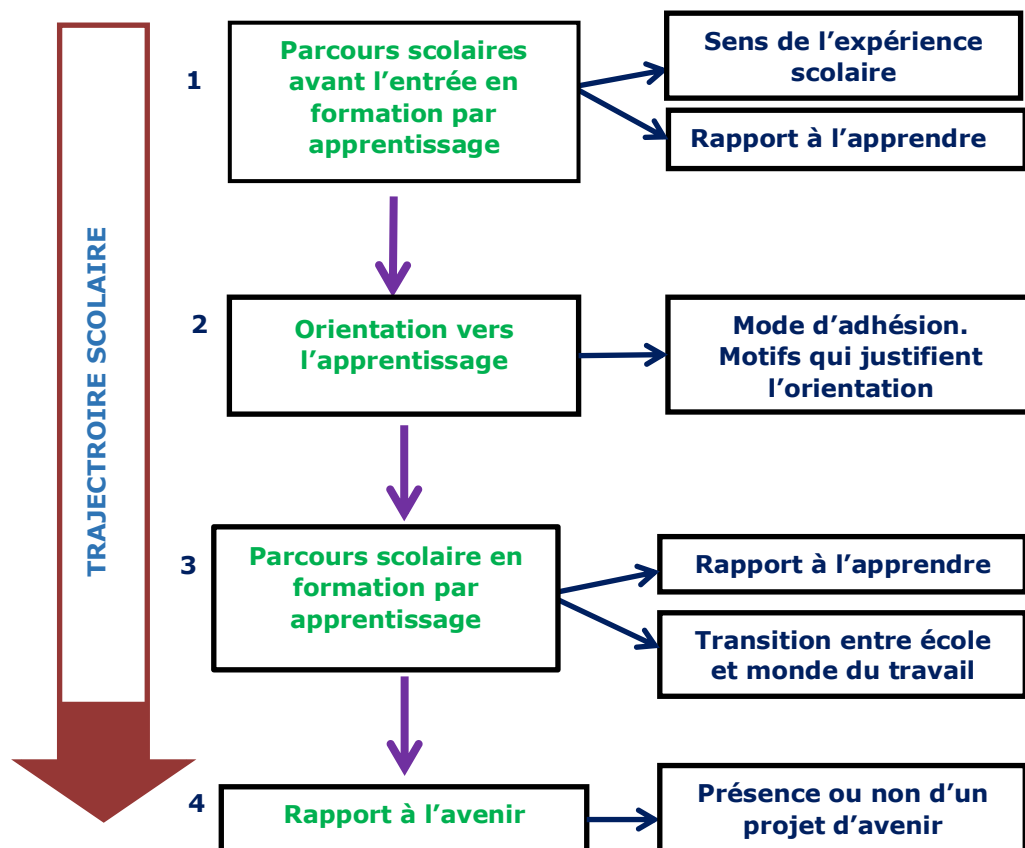 TRAJECTROIRE SCOLAIRE
1
Parcours scolaires
avant l’entrée en
formation par
apprentissage
Sens de l’expérience
scolaire
Rapport à l’apprendre
2
Orientation vers
l’apprentissage
Mode d’adhésion.
Motifs qui justifient
l’orientation
3
Parcours scolaire en
formation par
apprentissage
Rapport à l’apprendre
Transition entre école
et monde du travail
4
Rapport à l’avenir
Présence ou non d’un
projet d’avenir